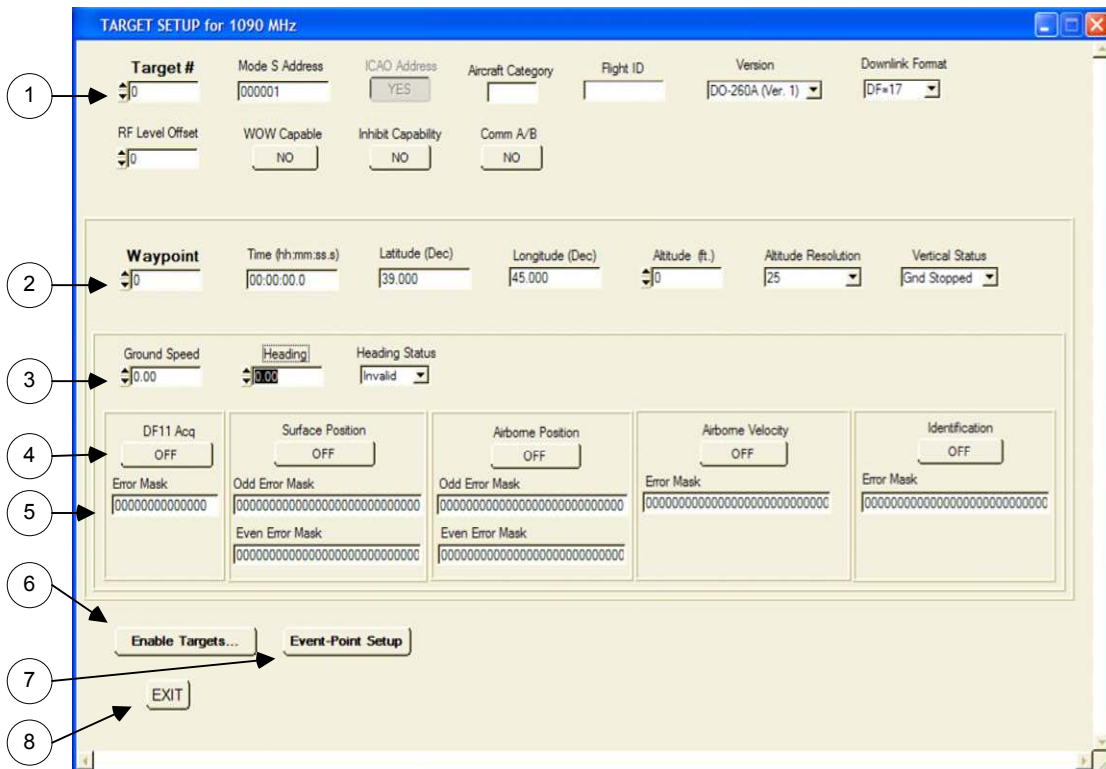 TARGET SETUP for 1090 MHz
1
Target # Mode S Address ICAO Address Aircraft Category Flight ID Version Downlink Format
0 000001 YES DO-260A (Ver. 1) DF=17
RF Level Offset WOW Capable Inhibit Capability Comm A/B
0 NO NO NO
2
Waypoint Time (hh:mm:ss.s) Latitude (Dec) Longitude (Dec) Altitude (ft.) Altitude Resolution Vertical Status
0 00:00:00.0 39.000 45.000 0 25 Gnd Stopped
3
Ground Speed Heading Heading Status
0.00 0.00 Invalid
4
DF11 Acq Surface Position Airborne Position Airborne Velocity Identification
OFF OFF OFF OFF OFF
5
Error Mask Odd Error Mask Odd Error Mask Error Mask Error Mask
00000000000000 0000000000000000000000000000 0000000000000000000000000000 0000000000000000000000000000 0000000000000000000000000000
Even Error Mask Even Error Mask
0000000000000000000000000000 0000000000000000000000000000
6
Enable Targets... Event-Point Setup
7
EXIT
8